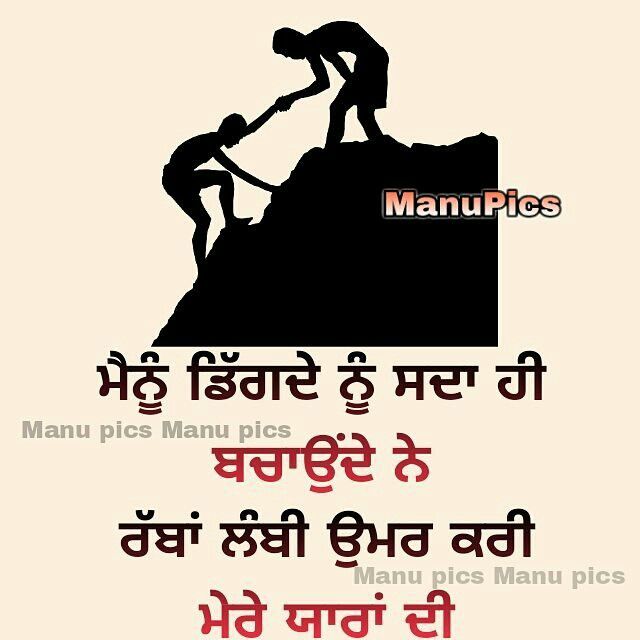 ManuPics
ਮੈਨੂੰ ਡਿੱਗਦੇ ਨੂੰ ਸਦਾ ਹੀ
Manu pics Manu pics
ਬਚਾਉਂਦੇ ਨੇ
ਰੱਬਾਂ ਲੰਬੀ ਉਮਰ ਕਰੀ
Manu pics Manu pics
ਮੇਰੇ ਯਾਰਾਂ ਦੀ